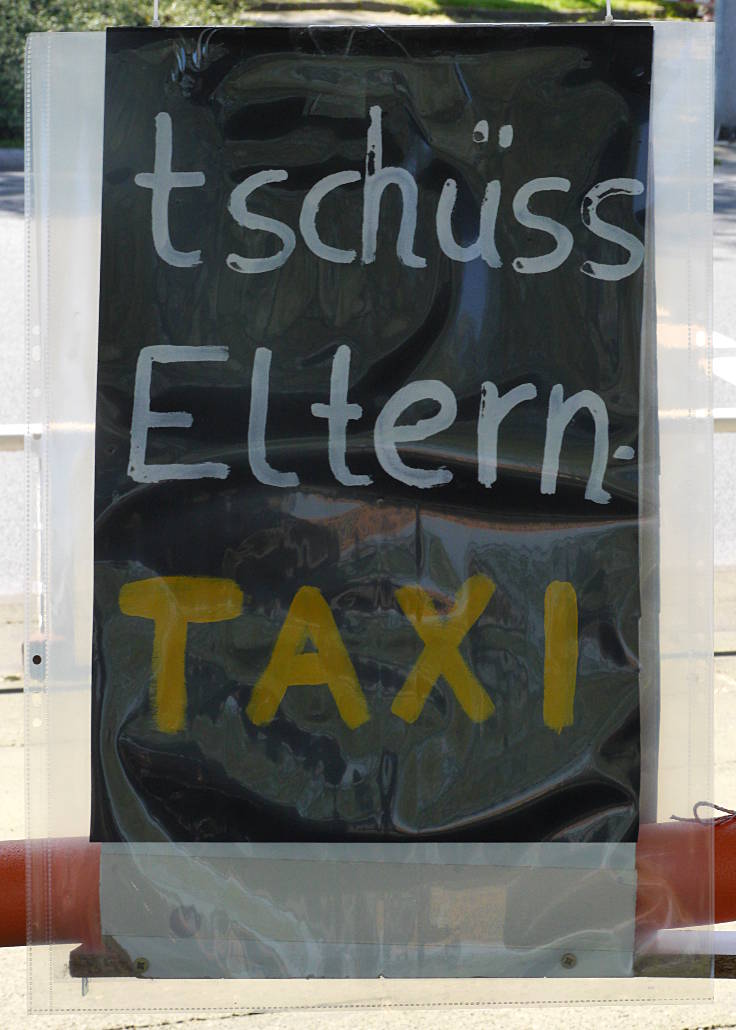 tschüss
Eltern-
TAXI